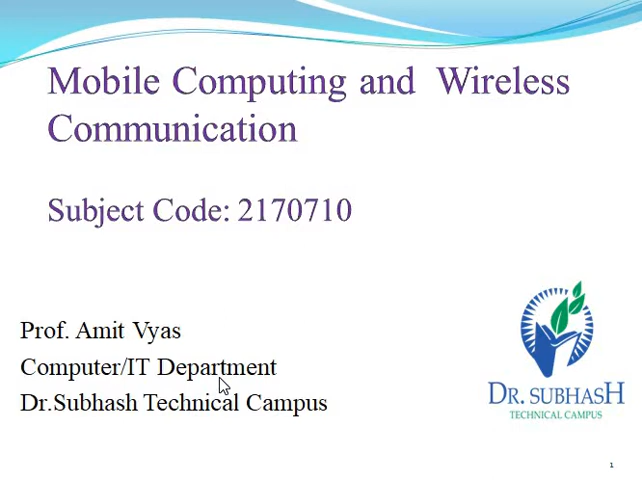 Mobile Computing and Wireless
Communication
Subject Code: 2170710
Prof. Amit Vyas
Computer/IT Department
Dr.Subhash Technical Campus
DR. SUBHASH
TECHNICAL CAMPUS
1